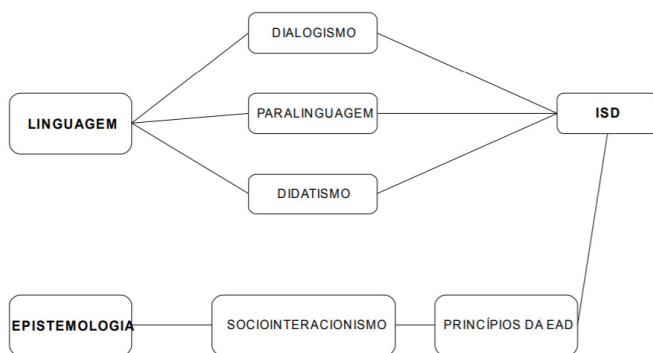 DIALOGISMO
LINGUAGEM
PARALINGUAGEM
ISD
DIDATISMO
EPISTEMOLOGIA
SOCIOINTERACIONISMO
PRINCÍPIOS DA EAD